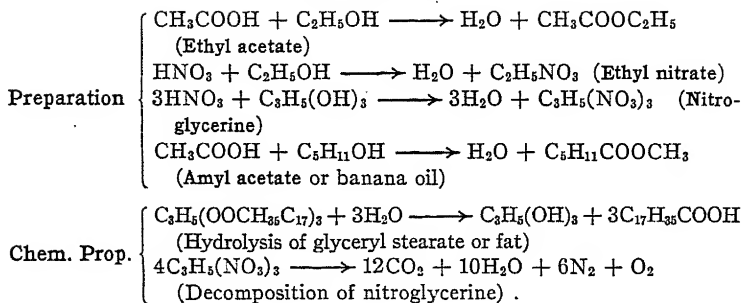 CH₃COOH + C₂H₅OH ⟶ H₂O + CH₃COOC₂H₅
(Ethyl acetate)
HNO₃ + C₂H₅OH ⟶ H₂O + C₂H₅NO₃ (Ethyl nitrate)
Preparation 3HNO₃ + C₃H₅(OH)₃ ⟶ 3H₂O + C₃H₅(NO₃)₃ (Nitro-
glycerine)
CH₃COOH + C₅H₁₁OH ⟶ H₂O + C₅H₁₁COOCH₃
(Amyl acetate or banana oil)
C₃H₅(OOCH₃₅C₁₇)₃ + 3H₂O ⟶ C₃H₅(OH)₃ + 3C₁₇H₃₅COOH
Chem. Prop. (Hydrolysis of glyceryl stearate or fat)
4C₃H₅(NO₃)₃ ⟶ 12CO₂ + 10H₂O + 6N₂ + O₂
(Decomposition of nitroglycerine) .